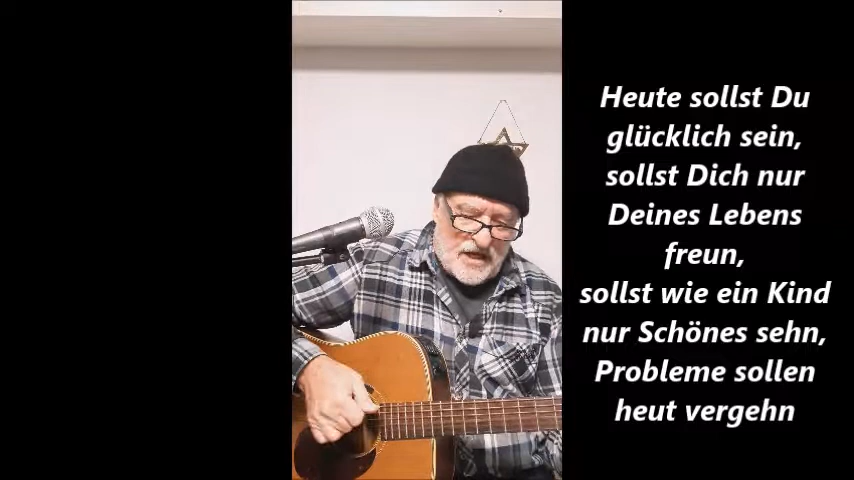 Heute sollst Du
glücklich sein,
sollst Dich nur
Deines Lebens
freun,
sollst wie ein Kind
nur Schönes sehn,
Probleme sollen
heut vergehn